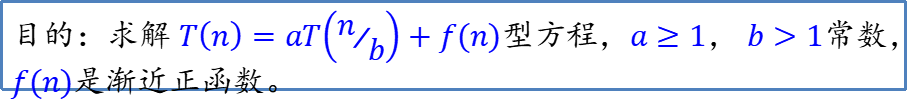 目的：求解 T(n) = aT(n/b) + f(n)型方程，a ≥ 1， b > 1常数，
f(n)是渐近正函数。